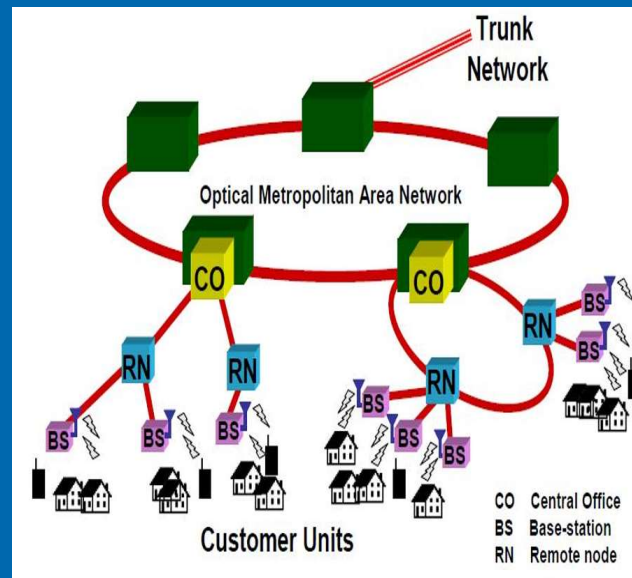 Trunk
Network
Optical Metropolitan Area Network
CO
CO
RN
RN
RN
RN
BS
BS
BS
BS
BS
BS
BS
BS
Customer Units
CO Central Office
BS Base-station
RN Remote node